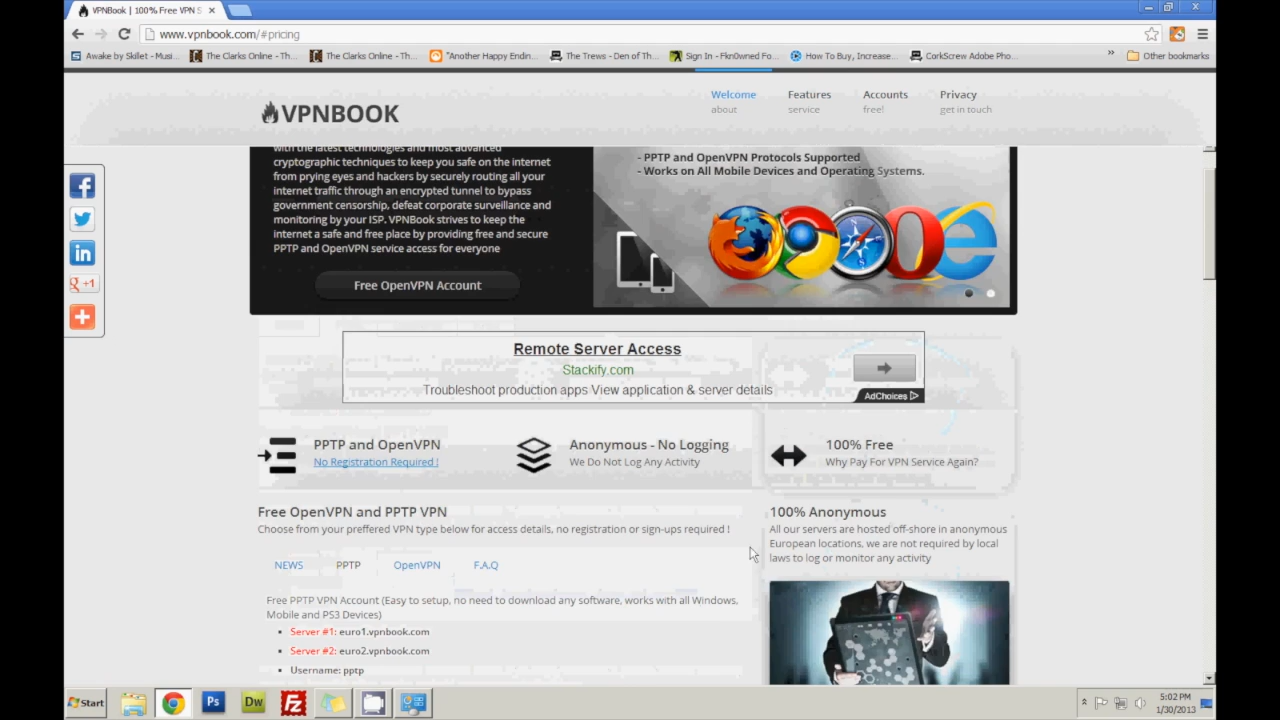 VPNBook | 100% Free VPN S
www.vpnbook.com/#pricing
Awake by Skillet - Musi...
The Clarks Online - Th...
The Clarks Online - Th...
"Another Happy Endin...
The Trews - Den of Th...
Sign In - Fkn0wned Fo...
How To Buy, Increase...
CorkScrew Adobe Pho...
»
Other bookmarks
VPNBOOK
Welcome
about
Features
service
Accounts
free!
Privacy
get in touch
with the latest technologies and most advanced
cryptographic techniques to keep you safe on the internet
from prying eyes and hackers by securely routing all your
internet traffic through an encrypted tunnel to bypass
government censorship, defeat corporate surveillance and
monitoring by your ISP. VPNBook strives to keep the
internet a safe and free place by providing free and secure
PPTP and OpenVPN service access for everyone
Free OpenVPN Account
- PPTP and OpenVPN Protocols Supported
- Works on All Mobile Devices and Operating Systems.
+1
Remote Server Access
Stackify.com
Troubleshoot production apps View application & server details
AdChoices
PPTP and OpenVPN
No Registration Required !
Anonymous - No Logging
We Do Not Log Any Activity
100% Free
Why Pay For VPN Service Again?
Free OpenVPN and PPTP VPN
Choose from your preffered VPN type below for access details, no registration or sign-ups required !
NEWS
PPTP
OpenVPN
F.A.Q
Free PPTP VPN Account (Easy to setup, no need to download any software, works with all Windows,
Mobile and PS3 Devices)
Server #1: euro1.vpnbook.com
Server #2: euro2.vpnbook.com
Username: pptp
100% Anonymous
All our servers are hosted off-shore in anonymous
European locations, we are not required by local
laws to log or monitor any activity
Start
Ps
Dw
Fz
5:02 PM
1/30/2013